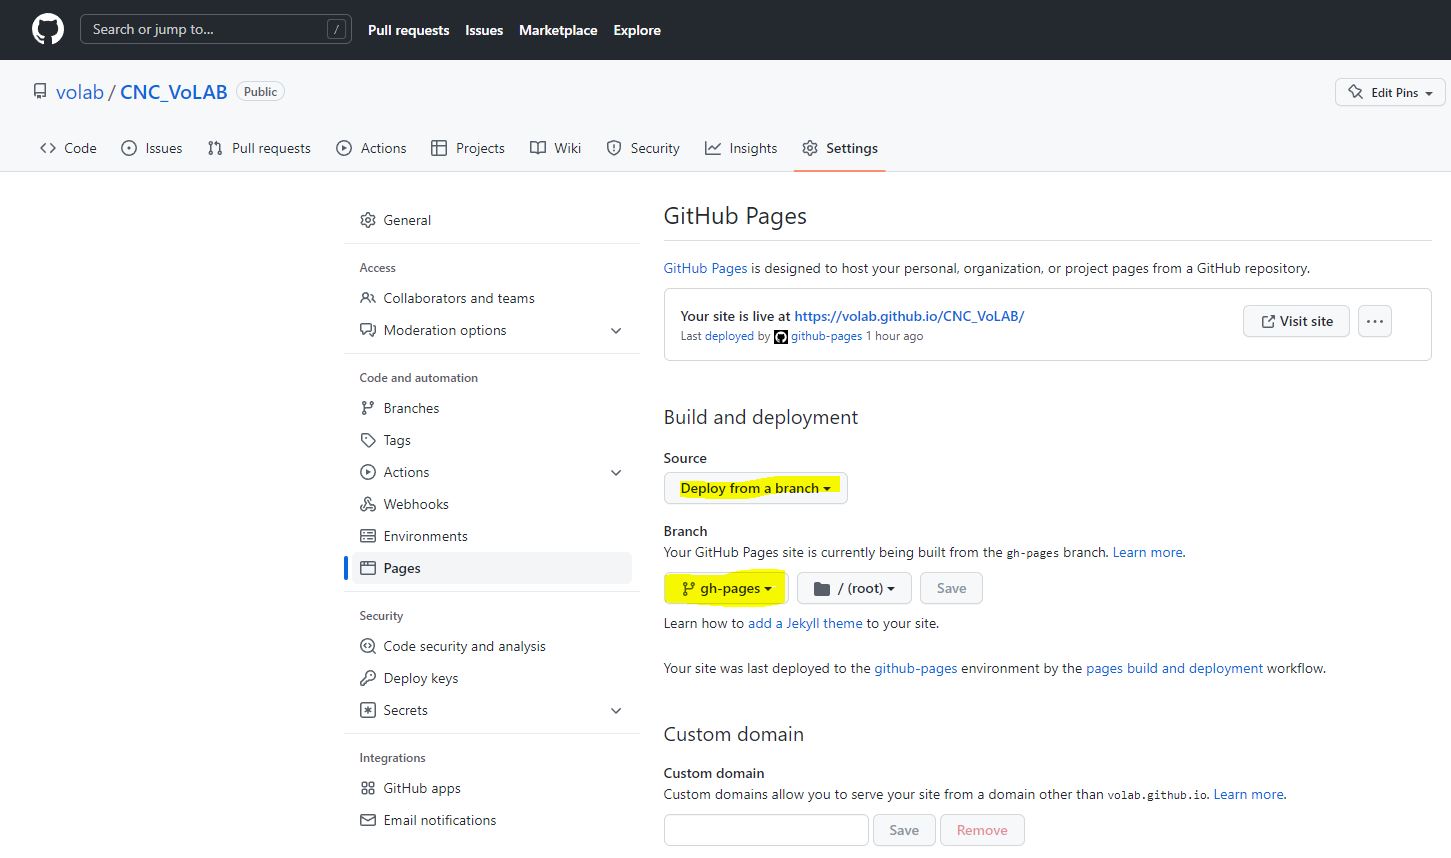 Search or jump to... / Pull requests Issues Marketplace Explore
volab / CNC_VoLAB Public Edit Pins
Code Issues Pull requests Actions Projects Wiki Security Insights Settings
General
Access
Collaborators and teams
Moderation options
Code and automation
Branches
Tags
Actions
Webhooks
Environments
Pages
Security
Code security and analysis
Deploy keys
Secrets
Integrations
GitHub apps
Email notifications
GitHub Pages
GitHub Pages is designed to host your personal, organization, or project pages from a GitHub repository.
Your site is live at https://volab.github.io/CNC_VoLAB/
Last deployed by github-pages 1 hour ago
Visit site ...
Build and deployment
Source
Deploy from a branch
Branch
Your GitHub Pages site is currently being built from the gh-pages branch. Learn more.
gh-pages / (root) Save
Learn how to add a Jekyll theme to your site.
Your site was last deployed to the github-pages environment by the pages build and deployment workflow.
Custom domain
Custom domain
Custom domains allow you to serve your site from a domain other than volab.github.io. Learn more.
Save Remove